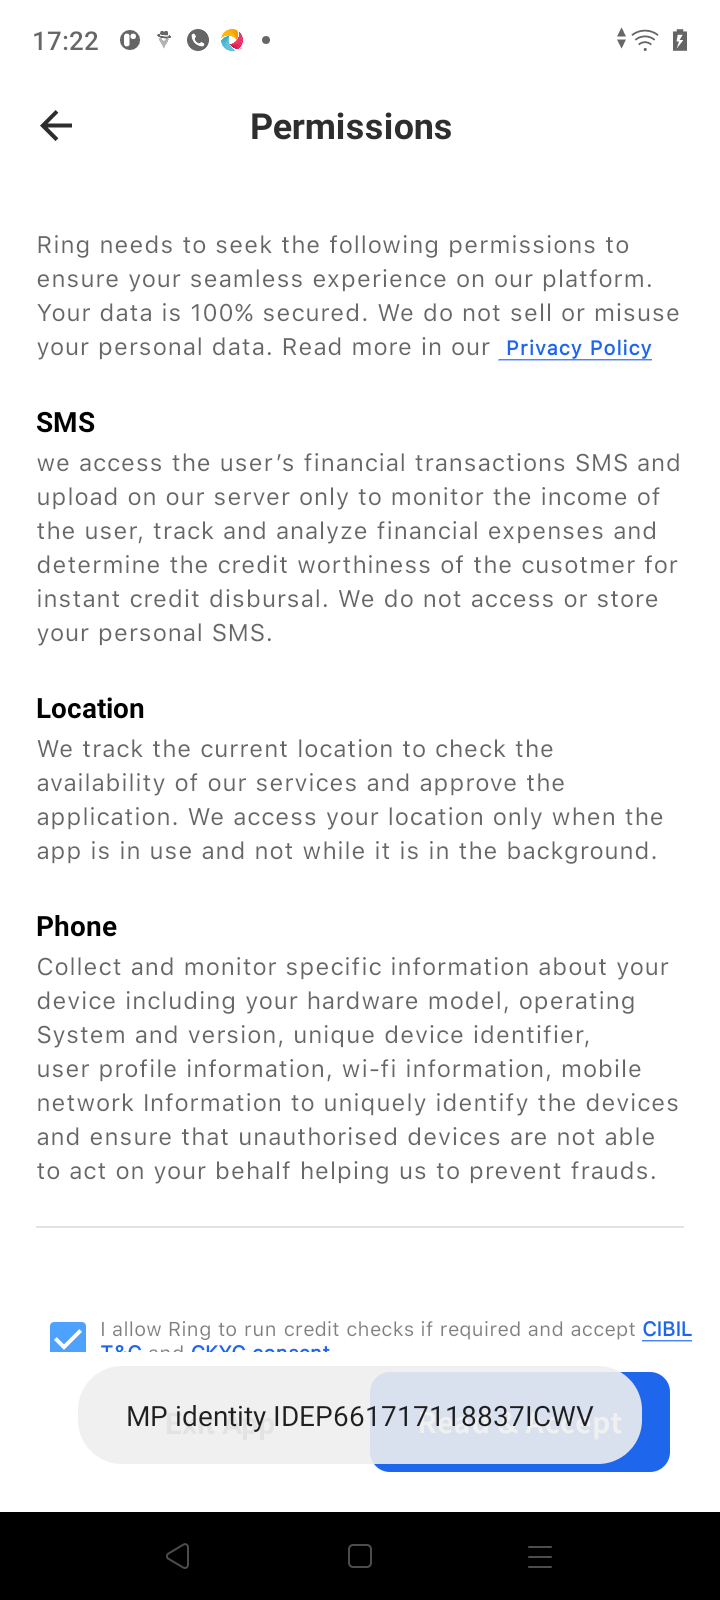 17:22
Permissions
Ring needs to seek the following permissions to
ensure your seamless experience on our platform.
Your data is 100% secured. We do not sell or misuse
your personal data. Read more in our Privacy Policy
SMS
we access the user’s financial transactions SMS and
upload on our server only to monitor the income of
the user, track and analyze financial expenses and
determine the credit worthiness of the cusotmer for
instant credit disbursal. We do not access or store
your personal SMS.
Location
We track the current location to check the
availability of our services and approve the
application. We access your location only when the
app is in use and not while it is in the background.
Phone
Collect and monitor specific information about your
device including your hardware model, operating
System and version, unique device identifier,
user profile information, wi-fi information, mobile
network Information to uniquely identify the devices
and ensure that unauthorised devices are not able
to act on your behalf helping us to prevent frauds.
I allow Ring to run credit checks if required and accept CIBIL
T&C and CKYC consent
MP identity IDEP661717118837ICWV
Exit App
Read & Accept